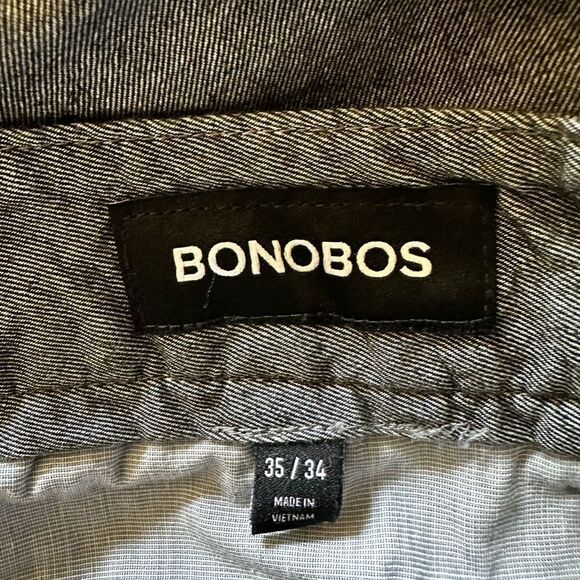 BONOBOS
35 / 34
MADE IN
VIETNAM